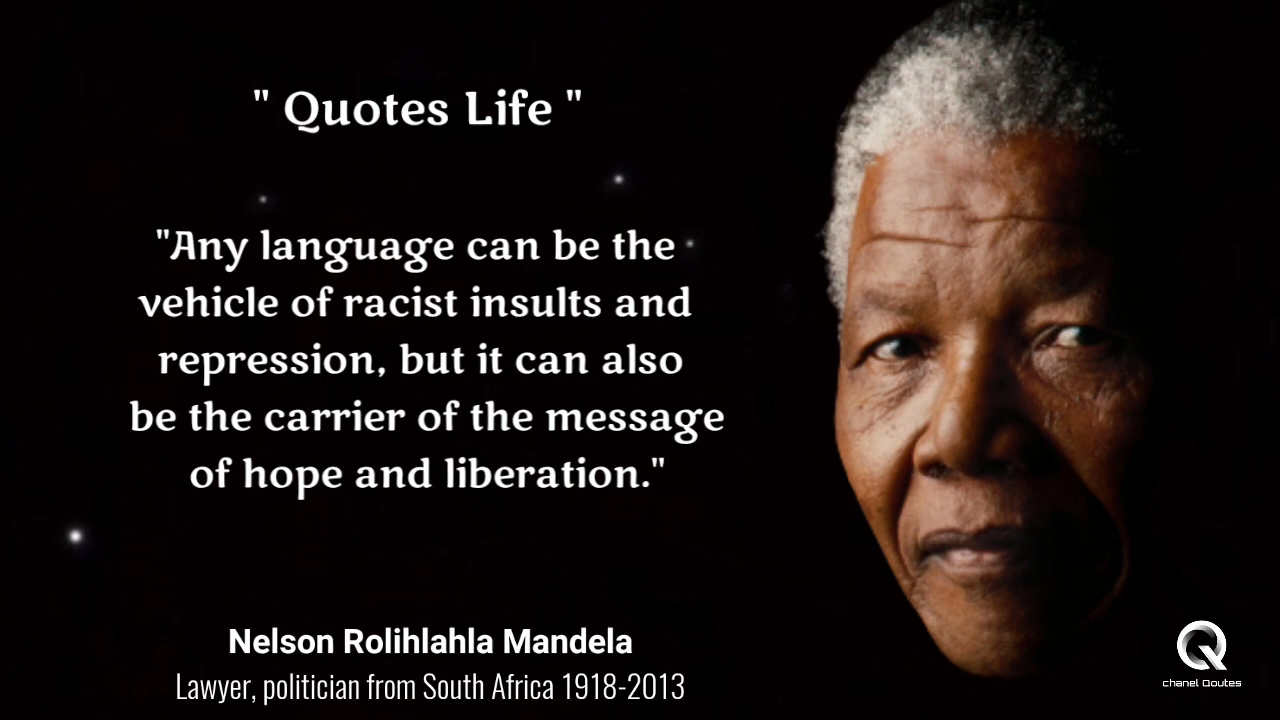 " Quotes Life "
"Any language can be the
vehicle of racist insults and
repression, but it can also
be the carrier of the message
of hope and liberation."
Nelson Rolihlahla Mandela
Lawyer, politician from South Africa 1918-2013
Q
chanel Qoutes